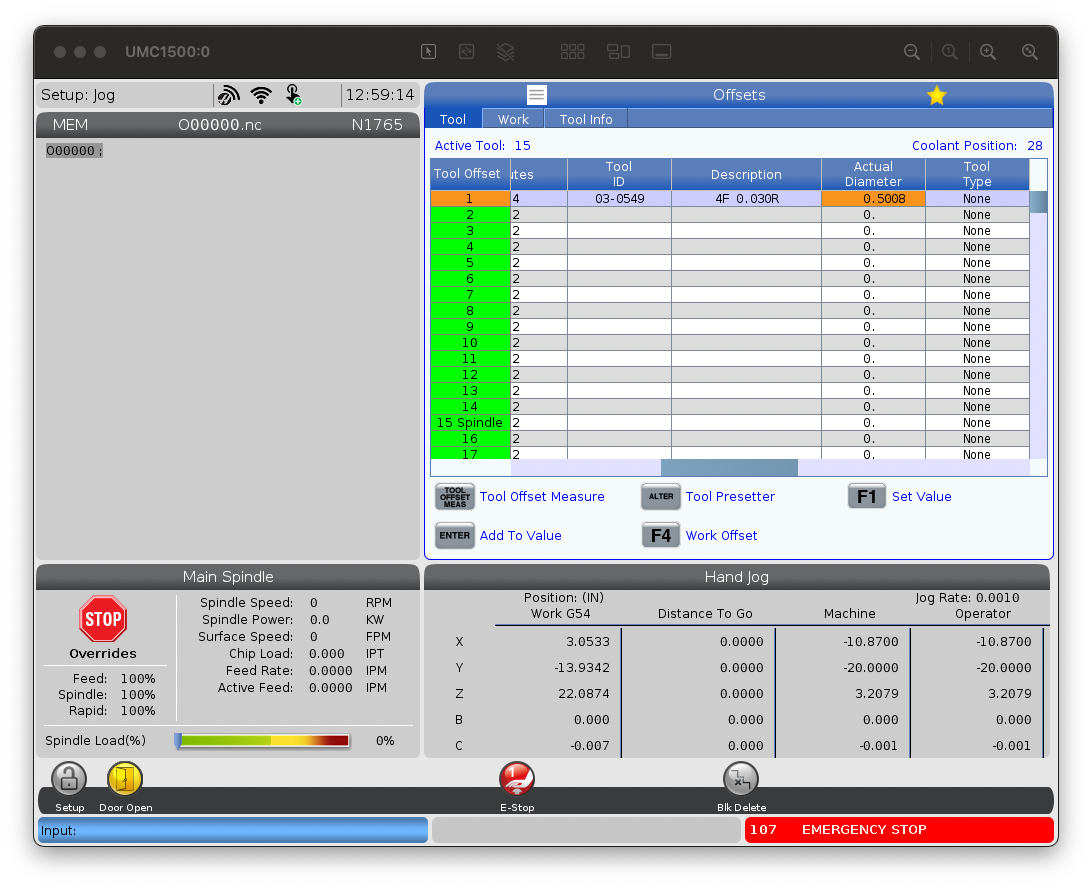 UMC1500:0
Setup: Jog
12:59:14
MEM O00000.nc N1765
O00000 ;
Offsets
Tool Work Tool Info
Active Tool: 15 Coolant Position: 28
Tool Offset utes Tool ID Description Actual Diameter Tool Type
1 4 03-0549 4F 0.030R 0.5008 None
2 2 0. None
3 2 0. None
4 2 0. None
5 2 0. None
6 2 0. None
7 2 0. None
8 2 0. None
9 2 0. None
10 2 0. None
11 2 0. None
12 2 0. None
13 2 0. None
14 2 0. None
15 Spindle 2 0. None
16 2 0. None
17 2 0. None
TOOL OFFSET MEAS Tool Offset Measure ALTER Tool Presetter F1 Set Value
ENTER Add To Value F4 Work Offset
Main Spindle
STOP
Overrides
Feed: 100%
Spindle: 100%
Rapid: 100%
Spindle Speed: 0 RPM
Spindle Power: 0.0 KW
Surface Speed: 0 FPM
Chip Load: 0.000 IPT
Feed Rate: 0.0000 IPM
Active Feed: 0.0000 IPM
Spindle Load(%) 0%
Hand Jog
Position: (IN) Jog Rate: 0.0010
Work G54 Distance To Go Machine Operator
X 3.0533 0.0000 -10.8700 -10.8700
Y -13.9342 0.0000 -20.0000 -20.0000
Z 22.0874 0.0000 3.2079 3.2079
B 0.000 0.000 0.000 0.000
C -0.007 0.000 -0.001 -0.001
Setup Door Open E-Stop Blk Delete
Input:
107 EMERGENCY STOP